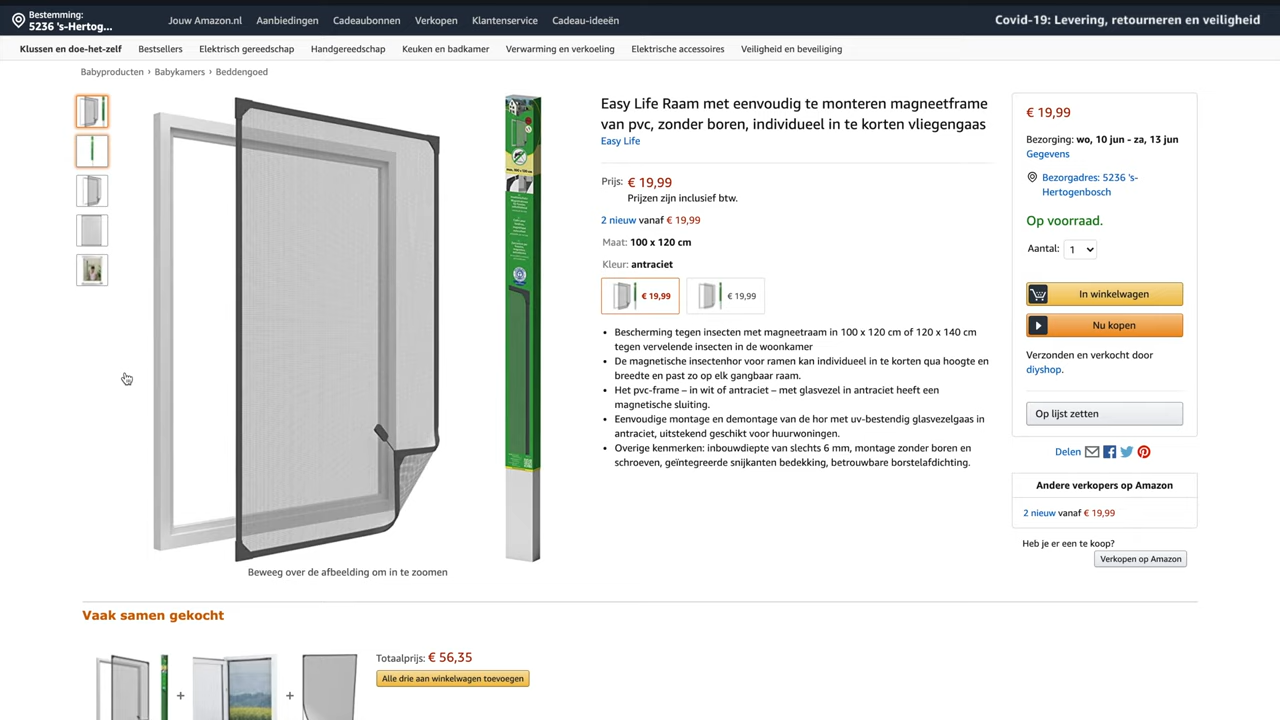 Bestemming:
5236 's-Hertog...
Jouw Amazon.nl
Aanbiedingen
Cadeaubonnen
Verkopen
Klantenservice
Cadeau-ideeën
Covid-19: Levering, retourneren en veiligheid
Klussen en doe-het-zelf
Bestsellers
Elektrisch gereedschap
Handgereedschap
Keuken en badkamer
Verwarming en verkoeling
Elektrische accessoires
Veiligheid en beveiliging
Babyproducten › Babykamers › Beddengoed
Easy Life Raam met eenvoudig te monteren magneetframe
van pvc, zonder boren, individueel in te korten vliegengaas
Easy Life
Prijs: € 19,99
Prijzen zijn inclusief btw.
2 nieuw vanaf € 19,99
Maat: 100 x 120 cm
Kleur: antraciet
€ 19,99
€ 19,99
• Bescherming tegen insecten met magneetraam in 100 x 120 cm of 120 x 140 cm
tegen vervelende insecten in de woonkamer
• De magnetische insectenhor voor ramen kan individueel in te korten qua hoogte en
breedte en past zo op elk gangbaar raam.
• Het pvc-frame – in wit of antraciet – met glasvezel in antraciet heeft een
magnetische sluiting.
• Eenvoudige montage en demontage van de hor met uv-bestendig glasvezelgaas in
antraciet, uitstekend geschikt voor huurwoningen.
• Overige kenmerken: inbouwdiepte van slechts 6 mm, montage zonder boren en
schroeven, geïntegreerde snijkanten bedekking, betrouwbare borstelafdichting.
Beweeg over de afbeelding om in te zoomen
€ 19,99
Bezorging: wo, 10 jun - za, 13 jun
Gegevens
Bezorgadres: 5236 's-
Hertogenbosch
Op voorraad.
Aantal: 1
In winkelwagen
Nu kopen
Verzonden en verkocht door
diyshop.
Op lijst zetten
Delen
Andere verkopers op Amazon
2 nieuw vanaf € 19,99
Heb je er een te koop?
Verkopen op Amazon
Vaak samen gekocht
Totaalprijs: € 56,35
Alle drie aan winkelwagen toevoegen
+
+